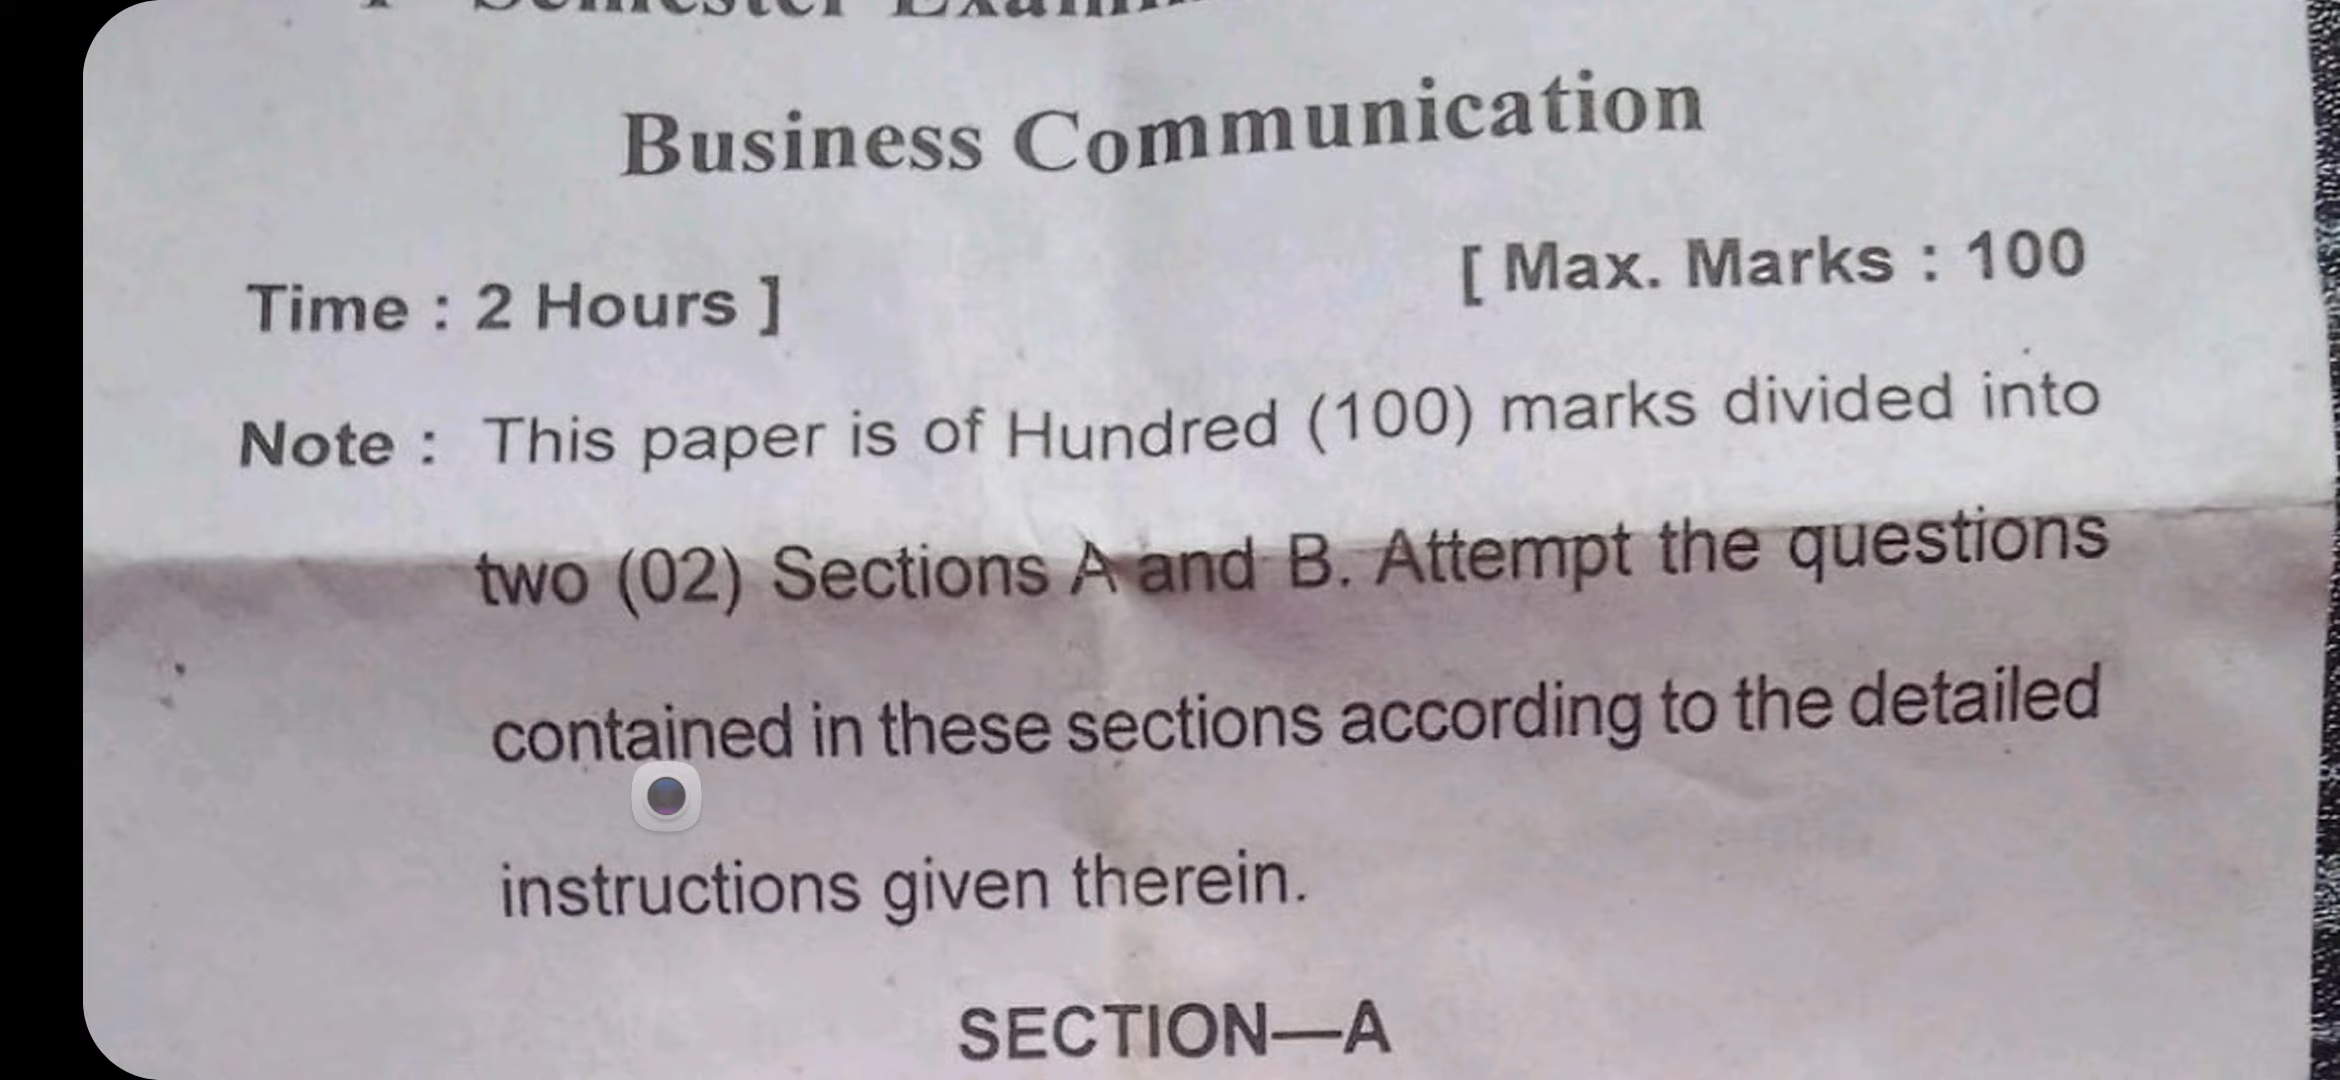 Semester
Business Communication
Time : 2 Hours ] [ Max. Marks : 100
Note : This paper is of Hundred (100) marks divided into
two (02) Sections A and B. Attempt the questions
contained in these sections according to the detailed
instructions given therein.
SECTION—A